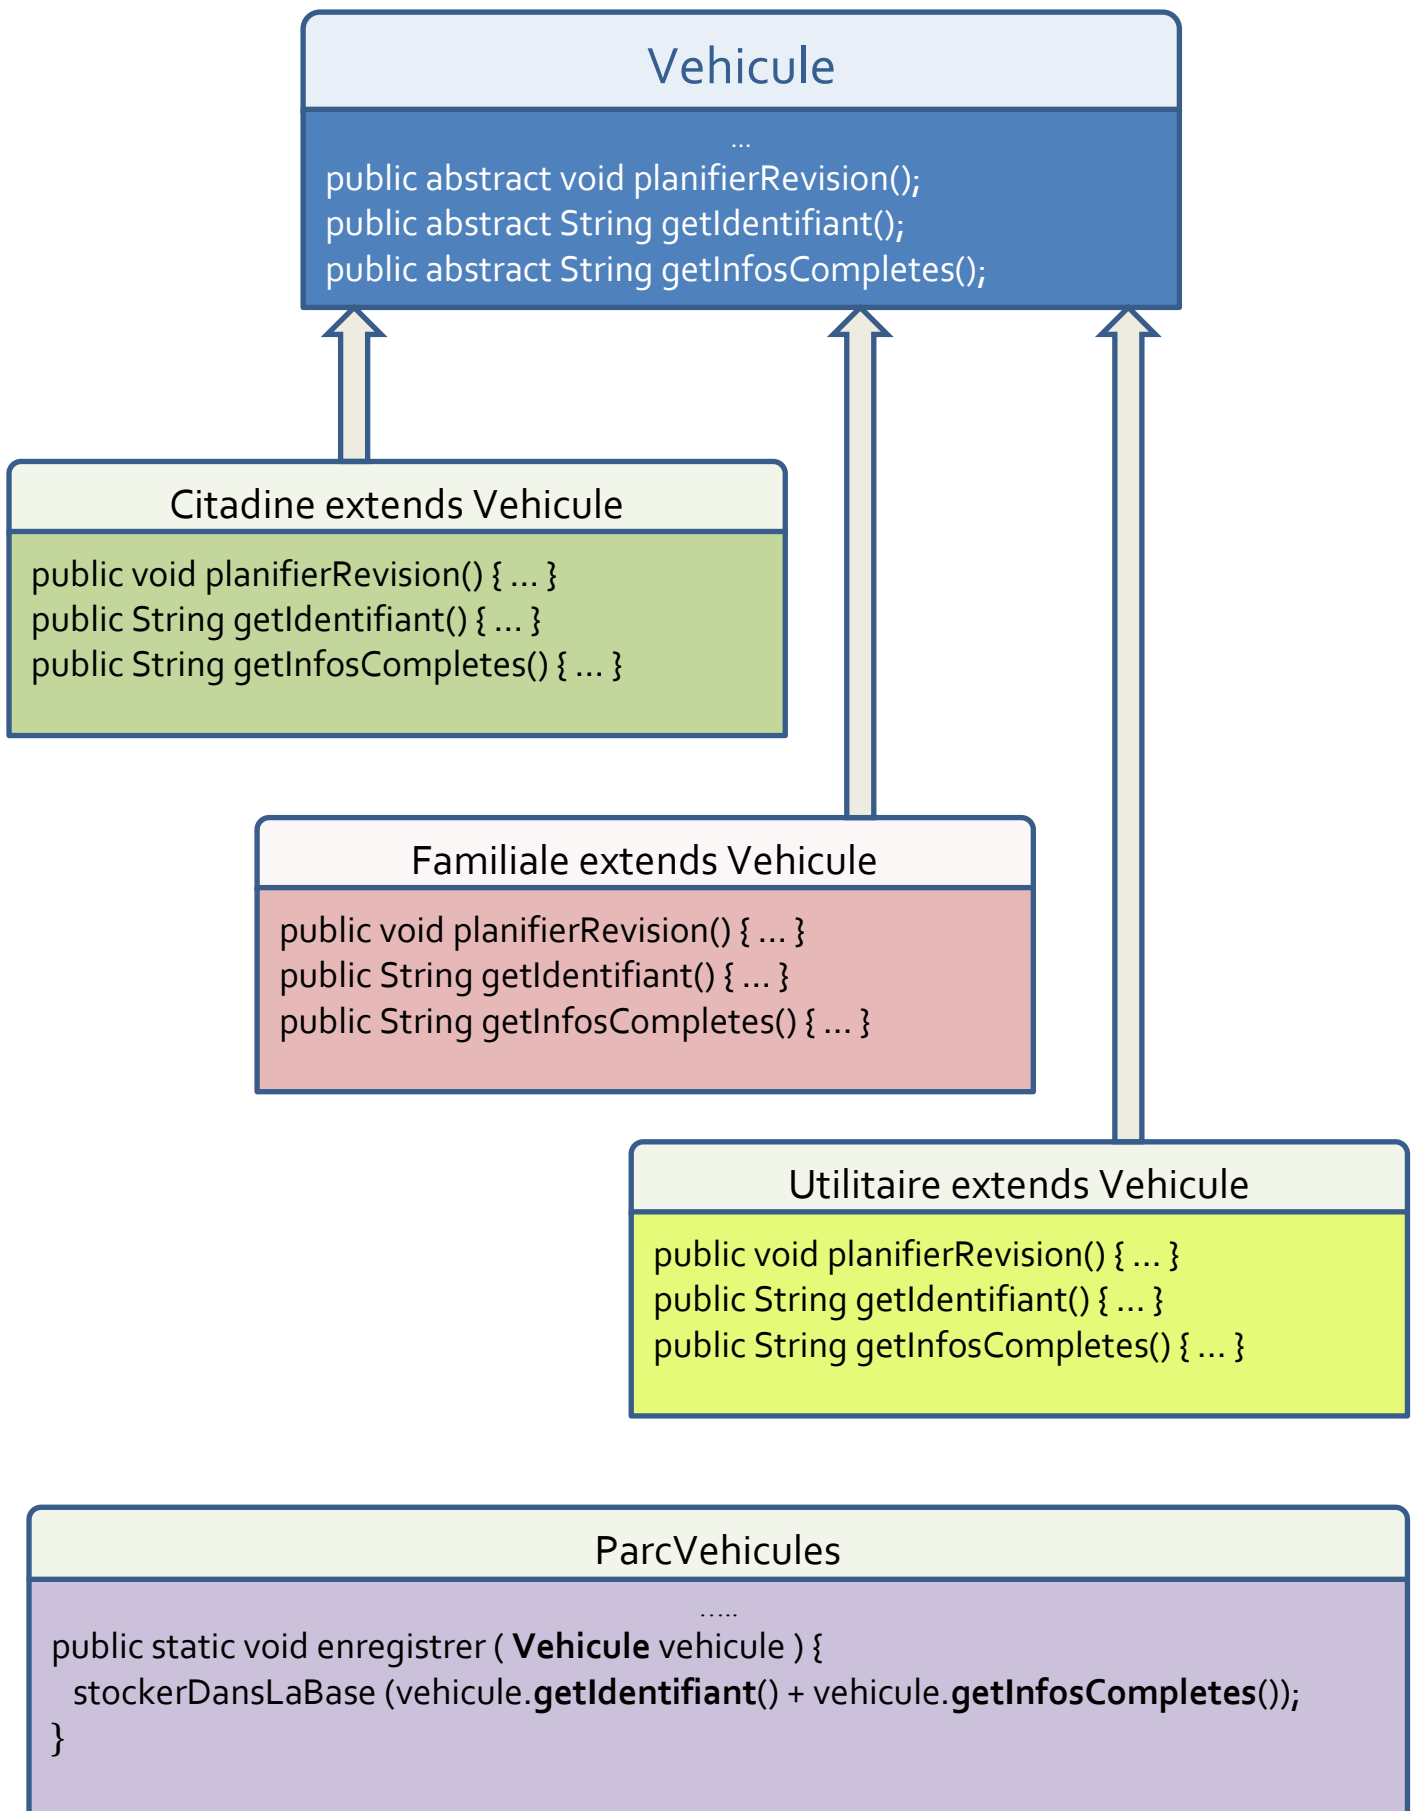 Vehicule
...
public abstract void planifierRevision();
public abstract String getIdentifiant();
public abstract String getInfosCompletes();
Citadine extends Vehicule
public void planifierRevision() { ... }
public String getIdentifiant() { ... }
public String getInfosCompletes() { ... }
Familiale extends Vehicule
public void planifierRevision() { ... }
public String getIdentifiant() { ... }
public String getInfosCompletes() { ... }
Utilitaire extends Vehicule
public void planifierRevision() { ... }
public String getIdentifiant() { ... }
public String getInfosCompletes() { ... }
ParcVehicules
.....
public static void enregistrer ( Vehicule vehicule ) {
stockerDansLaBase (vehicule.getIdentifiant() + vehicule.getInfosCompletes());
}